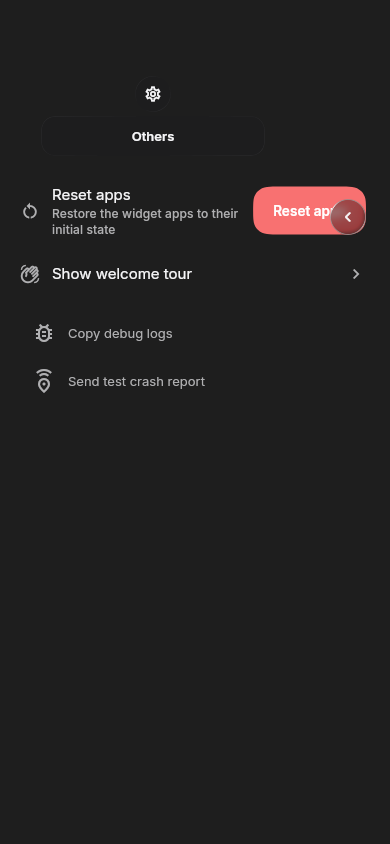 Others
Reset apps
Restore the widget apps to their
initial state
Reset
Show welcome tour
Copy debug logs
Send test crash report